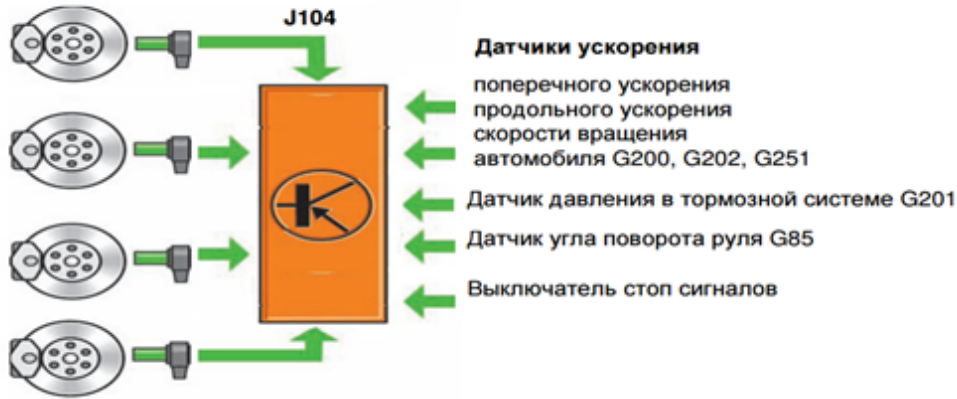 J104
Датчики ускорения
поперечного ускорения
продольного ускорения
скорости вращения
автомобиля G200, G202, G251
Датчик давления в тормозной системе G201
Датчик угла поворота руля G85
Выключатель стоп сигналов